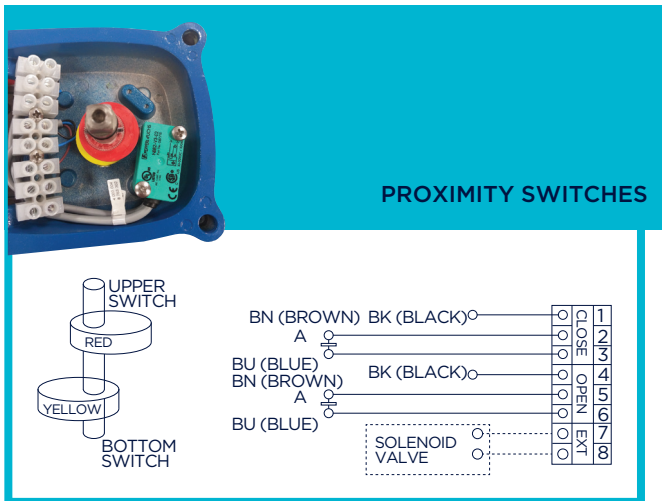 PROXIMITY SWITCHES
UPPER
SWITCH
RED
YELLOW
BOTTOM
SWITCH
BN (BROWN) BK (BLACK)
A
BU (BLUE)
BN (BROWN) BK (BLACK)
A
BU (BLUE)
SOLENOID
VALVE
CLOSE
OPEN
EXT
1
2
3
4
5
6
7
8